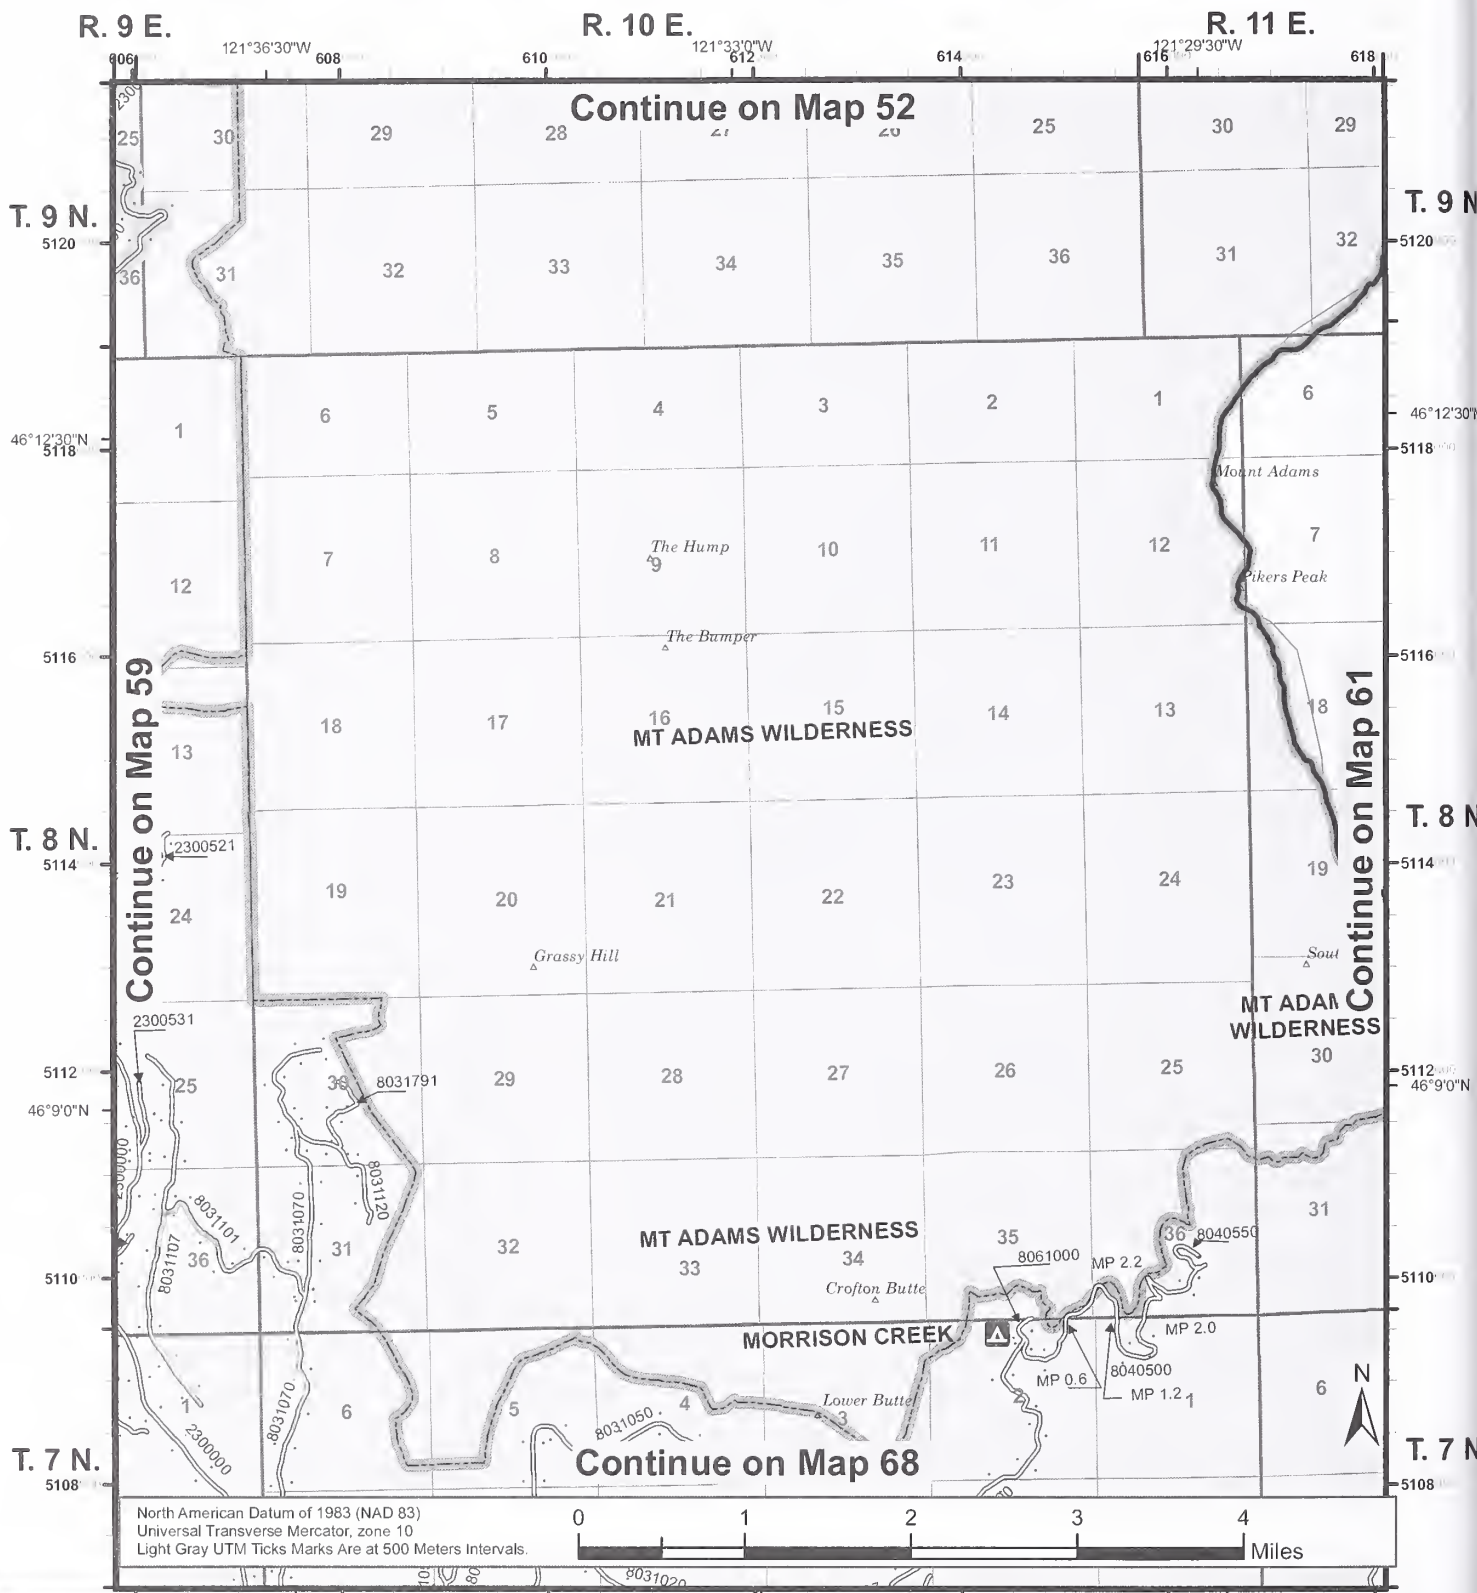 R. 9 E.
R. 10 E.
R. 11 E.
121°36'30"W
121°33'0"W
121°29'30"W
606
608
610
612
614
616
618
Continue on Map 52
25
30
29
28
27
26
25
30
29
T. 9 N.
T. 9 N
5120
5120
36
31
32
33
34
35
36
31
32
1
6
5
4
3
2
1
6
46°12'30"N
5118
46°12'30"N
5118
Mount Adams
12
7
8
The Hump
9
10
11
12
7
Pikers Peak
The Bumper
5116
5116
Continue on Map 59
Continue on Map 61
13
18
17
16
15
14
13
18
MT ADAMS WILDERNESS
T. 8 N.
T. 8 N
2300521
5114
5114
24
19
20
21
22
23
24
19
Grassy Hill
Sout
MT ADAM
WILDERNESS
2300531
5112
5112
46°9'0"N
46°9'0"N
25
30
8031791
29
28
27
26
25
30
2300000
8031101
8031107
8031070
8031120
36
31
32
33
34
35
36
31
MT ADAMS WILDERNESS
8061000
MP 2.2
8040550
5110
5110
Crofton Butte
MORRISON CREEK
MP 2.0
8040500
MP 0.6
MP 1.2
1
6
5
4
3
2
1
6
N
Lower Butte
8031070
2300000
8031050
T. 7 N.
T. 7 N
5108
5108
Continue on Map 68
North American Datum of 1983 (NAD 83)
Universal Transverse Mercator, zone 10
Light Gray UTM Ticks Marks Are at 500 Meters Intervals.
0 1 2 3 4
Miles
8031020